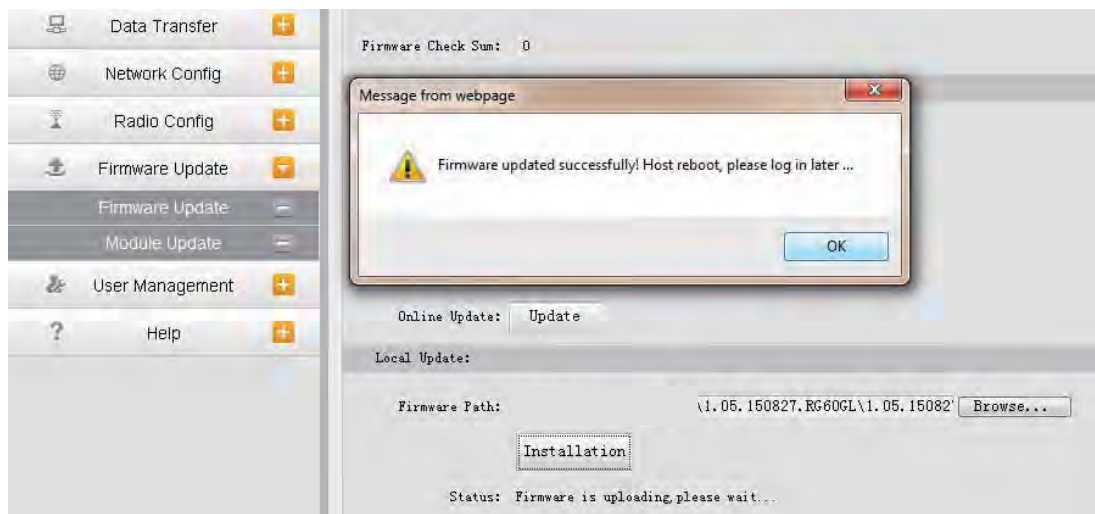 Data Transfer
Network Config
Radio Config
Firmware Update
Firmware Update
Module Update
User Management
? Help
Firmware Check Sum: 0
Message from webpage
Firmware updated successfully! Host reboot, please log in later ...
OK
Online Update: Update
Local Update:
Firmware Path: \1.05.150827.RG60GL\1.05.15082 Browse...
Installation
Status: Firmware is uploading,please wait...